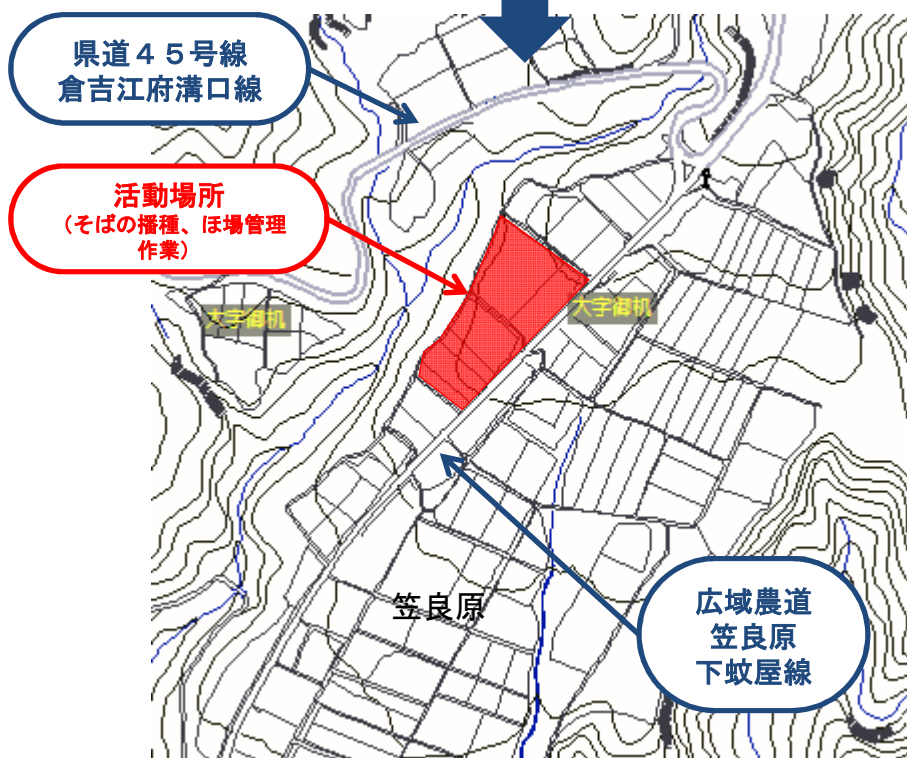 県道４５号線
倉吉江府溝口線
活動場所
（そばの播種、ほ場管理
作業）
大字御机
大字御机
笠良原
広域農道
笠良原
下蚊屋線